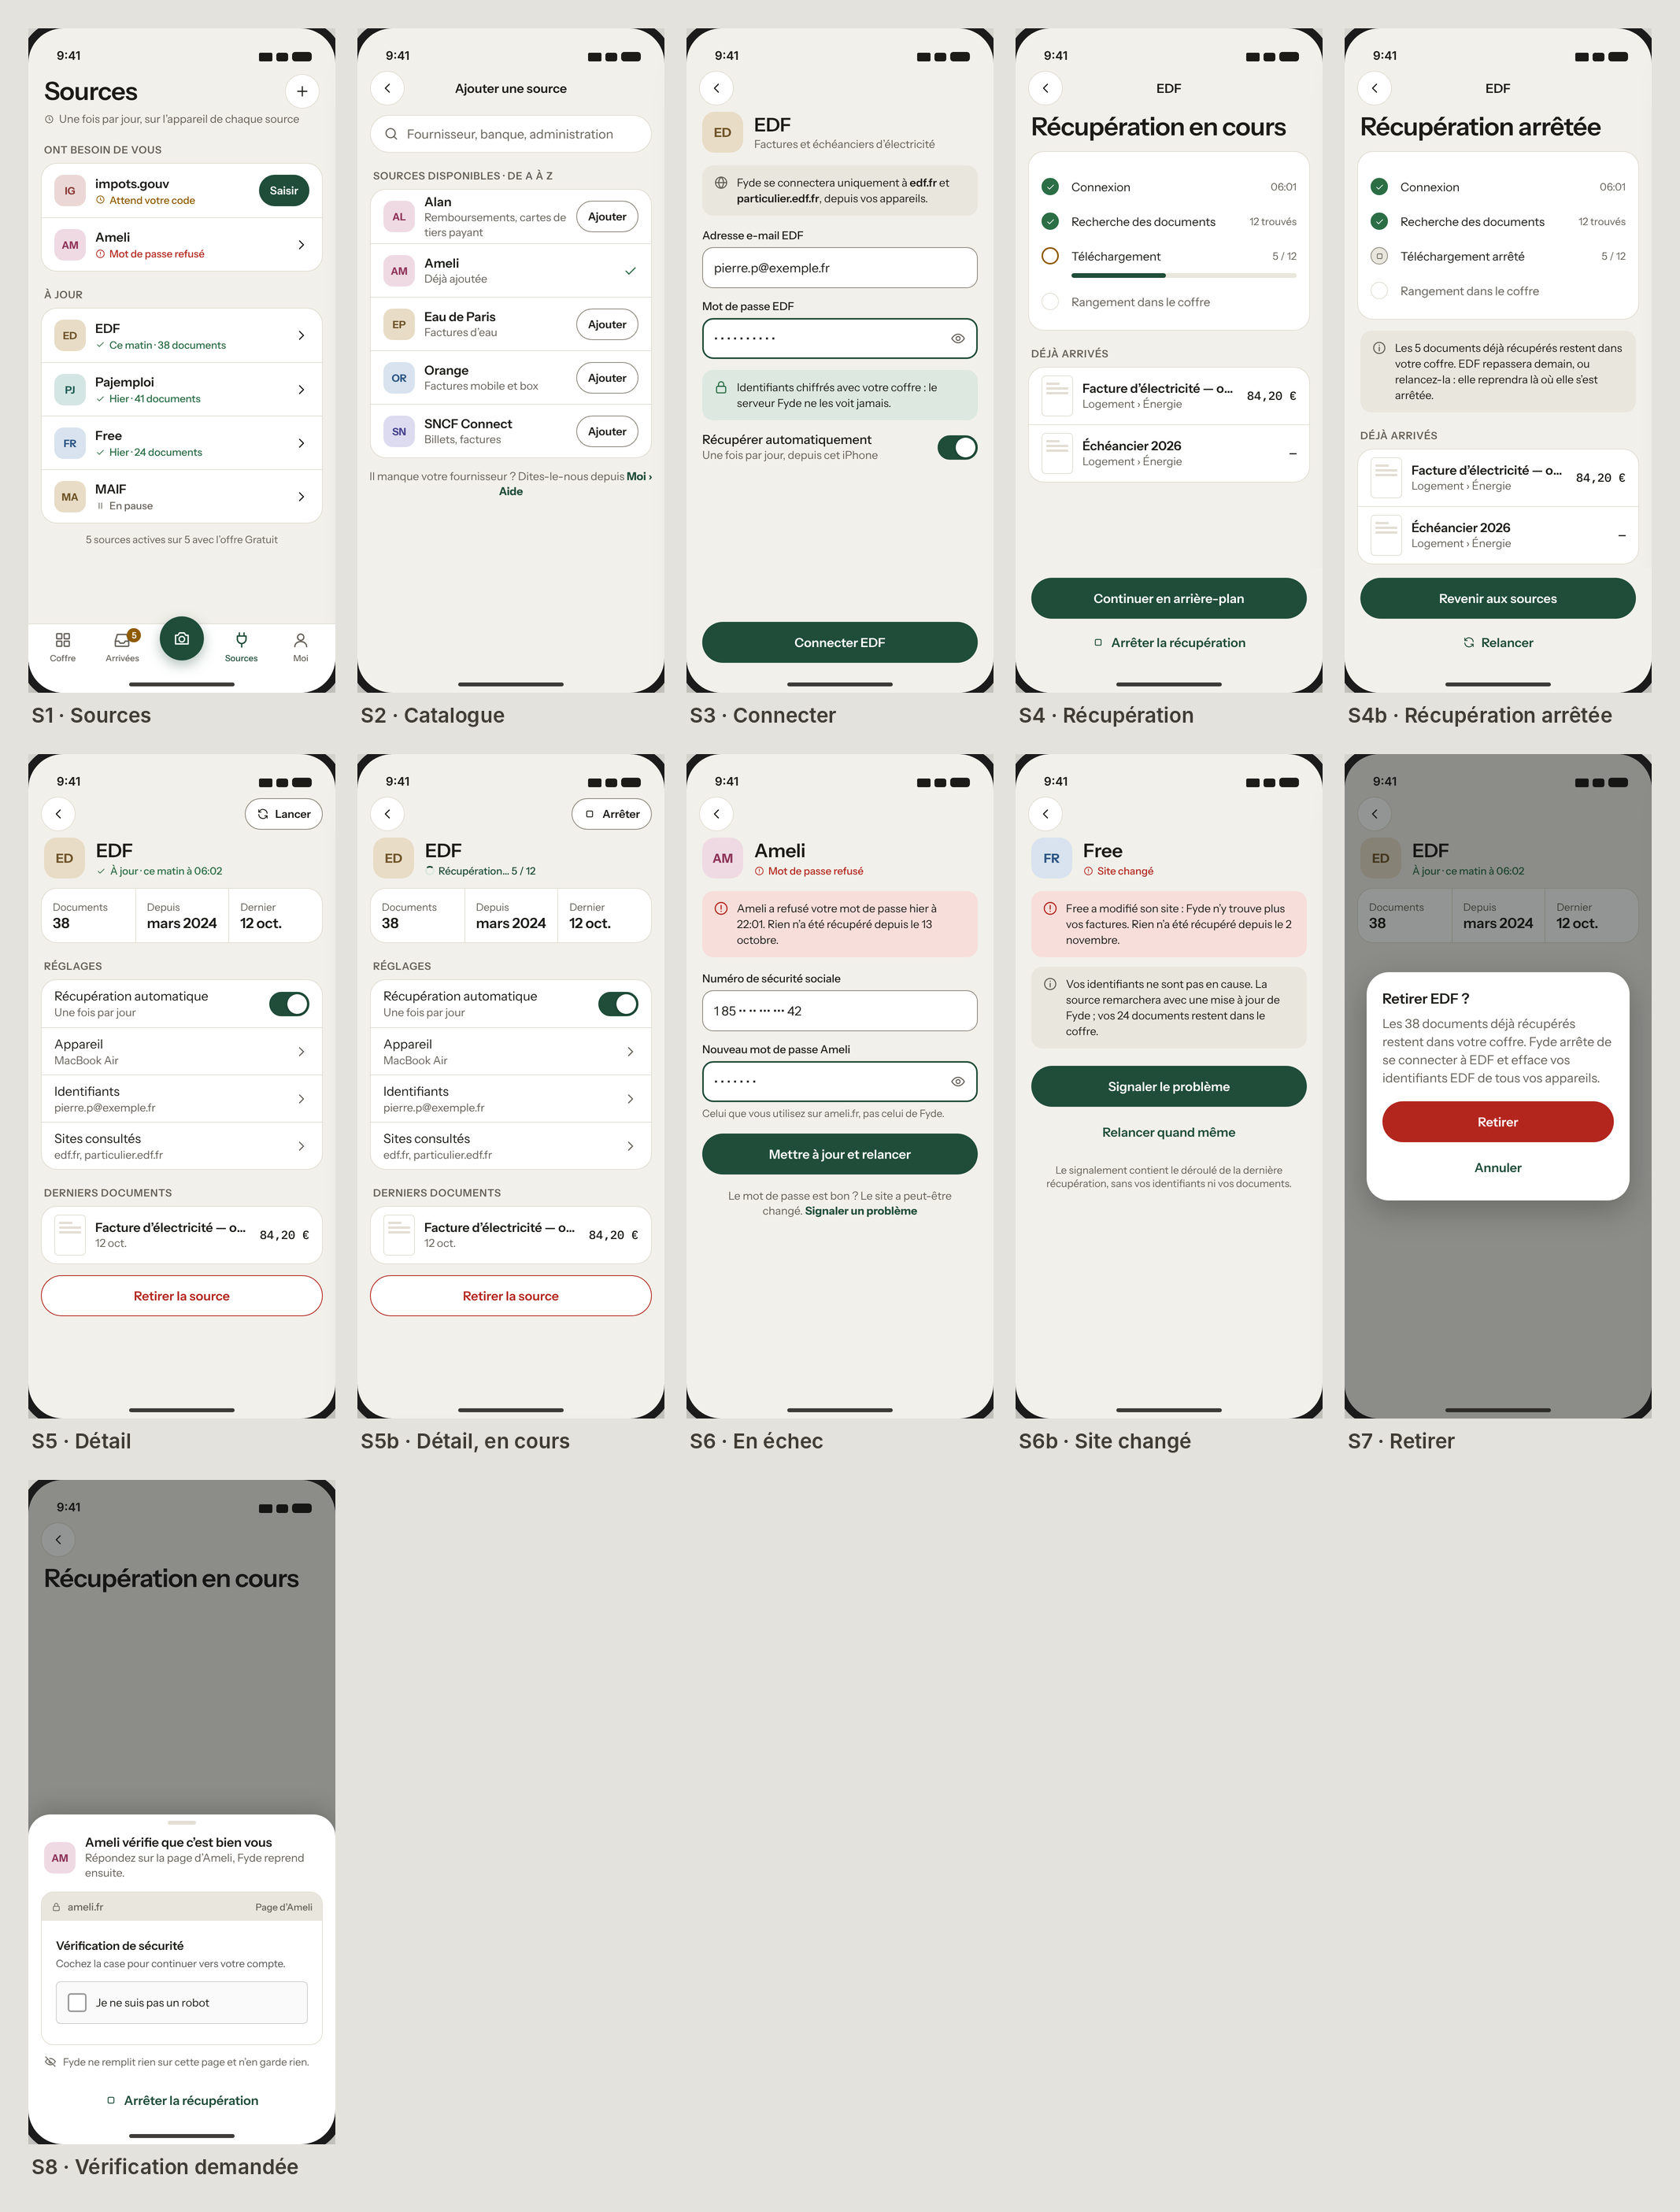 9:41
Sources
Une fois par jour, sur l'appareil de chaque source
ONT BESOIN DE VOUS
IG
impots.gouv
Attend votre code
Saisir
AM
Ameli
Mot de passe refusé
À JOUR
ED
EDF
Ce matin · 38 documents
PJ
Pajemploi
Hier · 41 documents
FR
Free
Hier · 24 documents
MA
MAIF
En pause
5 sources actives sur 5 avec l'offre Gratuit
Coffre
Arrivées
5
Sources
Moi
S1 · Sources
9:41
Ajouter une source
Fournisseur, banque, administration
SOURCES DISPONIBLES · DE A À Z
AL
Alan
Remboursements, cartes de
tiers payant
Ajouter
AM
Ameli
Déjà ajoutée
EP
Eau de Paris
Factures d'eau
Ajouter
OR
Orange
Factures mobile et box
Ajouter
SN
SNCF Connect
Billets, factures
Ajouter
Il manque votre fournisseur ? Dites-le-nous depuis Moi ›
Aide
S2 · Catalogue
9:41
ED
EDF
Factures et échéanciers d'électricité
Fyde se connectera uniquement à edf.fr et
particulier.edf.fr, depuis vos appareils.
Adresse e-mail EDF
pierre.p@exemple.fr
Mot de passe EDF
··········
Identifiants chiffrés avec votre coffre : le
serveur Fyde ne les voit jamais.
Récupérer automatiquement
Une fois par jour, depuis cet iPhone
Connecter EDF
S3 · Connecter
9:41
EDF
Récupération en cours
Connexion
06:01
Recherche des documents
12 trouvés
Téléchargement
5 / 12
Rangement dans le coffre
DÉJÀ ARRIVÉS
Facture d'électricité — o...
Logement › Énergie
84,20 €
Échéancier 2026
Logement › Énergie
–
Continuer en arrière-plan
Arrêter la récupération
S4 · Récupération
9:41
EDF
Récupération arrêtée
Connexion
06:01
Recherche des documents
12 trouvés
Téléchargement arrêté
5 / 12
Rangement dans le coffre
Les 5 documents déjà récupérés restent dans
votre coffre. EDF repassera demain, ou
relancez-la : elle reprendra là où elle s'est
arrêtée.
DÉJÀ ARRIVÉS
Facture d'électricité — o...
Logement › Énergie
84,20 €
Échéancier 2026
Logement › Énergie
–
Revenir aux sources
Relancer
S4b · Récupération arrêtée
9:41
Lancer
ED
EDF
À jour · ce matin à 06:02
Documents
38
Depuis
mars 2024
Dernier
12 oct.
RÉGLAGES
Récupération automatique
Une fois par jour
Appareil
MacBook Air
Identifiants
pierre.p@exemple.fr
Sites consultés
edf.fr, particulier.edf.fr
DERNIERS DOCUMENTS
Facture d'électricité — o...
12 oct.
84,20 €
Retirer la source
S5 · Détail
9:41
Arrêter
ED
EDF
Récupération... 5 / 12
Documents
38
Depuis
mars 2024
Dernier
12 oct.
RÉGLAGES
Récupération automatique
Une fois par jour
Appareil
MacBook Air
Identifiants
pierre.p@exemple.fr
Sites consultés
edf.fr, particulier.edf.fr
DERNIERS DOCUMENTS
Facture d'électricité — o...
12 oct.
84,20 €
Retirer la source
S5b · Détail, en cours
9:41
AM
Ameli
Mot de passe refusé
Ameli a refusé votre mot de passe hier à
22:01. Rien n'a été récupéré depuis le 13
octobre.
Numéro de sécurité sociale
1 85 ·· ·· ··· ··· 42
Nouveau mot de passe Ameli
·······
Celui que vous utilisez sur ameli.fr, pas celui de Fyde.
Mettre à jour et relancer
Le mot de passe est bon ? Le site a peut-être
changé. Signaler un problème
S6 · En échec
9:41
FR
Free
Site changé
Free a modifié son site : Fyde n'y trouve plus
vos factures. Rien n'a été récupéré depuis le 2
novembre.
Vos identifiants ne sont pas en cause. La
source remarchera avec une mise à jour de
Fyde ; vos 24 documents restent dans le
coffre.
Signaler le problème
Relancer quand même
Le signalement contient le déroulé de la dernière
récupération, sans vos identifiants ni vos documents.
S6b · Site changé
9:41
ED
EDF
À jour · ce matin à 06:02
Documents
38
Depuis
mars 2024
Dernier
12 oct.
Retirer EDF ?
Les 38 documents déjà récupérés
restent dans votre coffre. Fyde arrête de
se connecter à EDF et efface vos
identifiants EDF de tous vos appareils.
Retirer
Annuler
S7 · Retirer
9:41
Récupération en cours
AM
Ameli vérifie que c'est bien vous
Répondez sur la page d'Ameli, Fyde reprend
ensuite.
ameli.fr
Page d'Ameli
Vérification de sécurité
Cochez la case pour continuer vers votre compte.
Je ne suis pas un robot
Fyde ne remplit rien sur cette page et n'en garde rien.
Arrêter la récupération
S8 · Vérification demandée